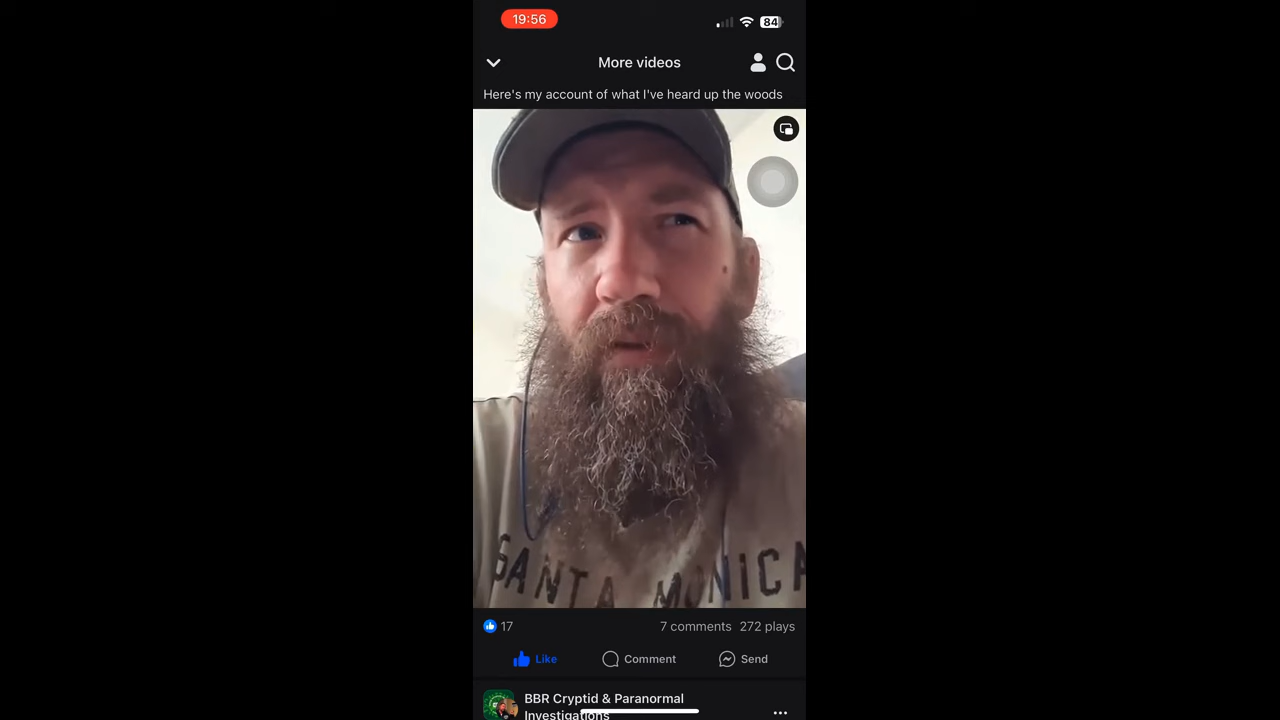 19:56
84
More videos
Here's my account of what I've heard up the woods
SANTA MONICA
17
7 comments 272 plays
Like Comment Send
BBR Cryptid & Paranormal
Investigations